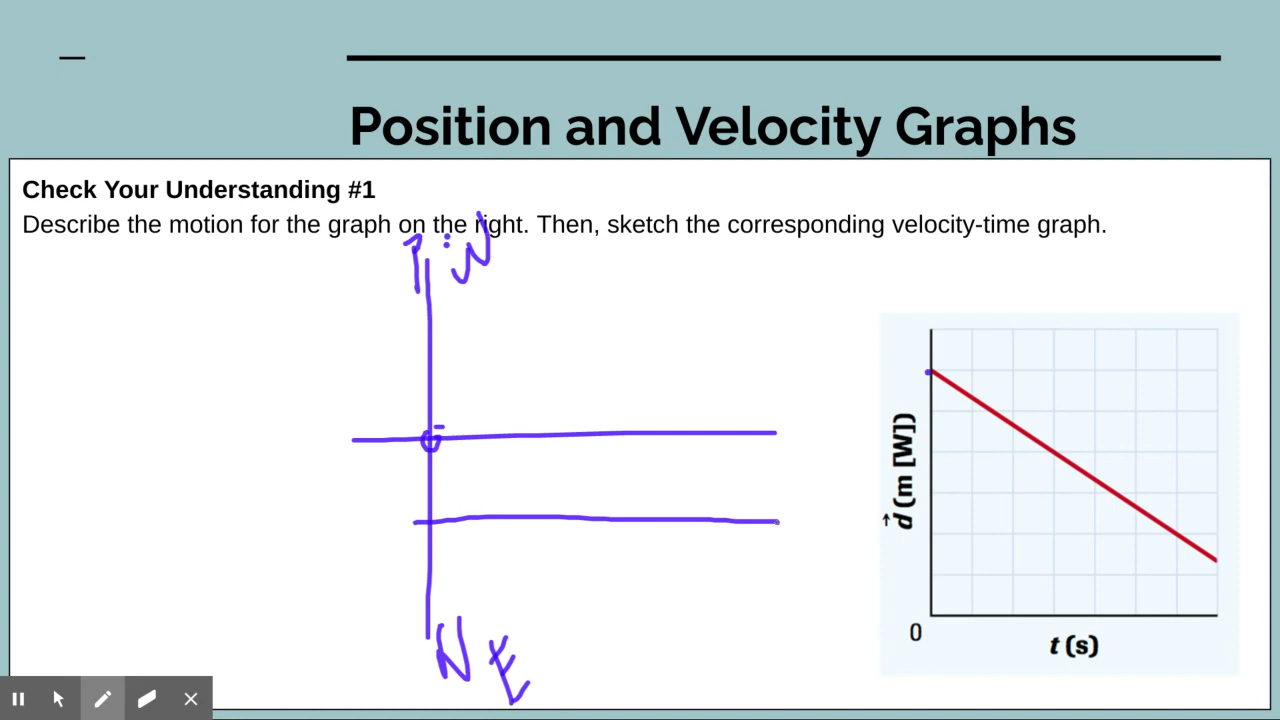 Position and Velocity Graphs
Check Your Understanding #1
Describe the motion for the graph on the right. Then, sketch the corresponding velocity-time graph.
P : W
0
N E
d (m [W])
0
t (s)